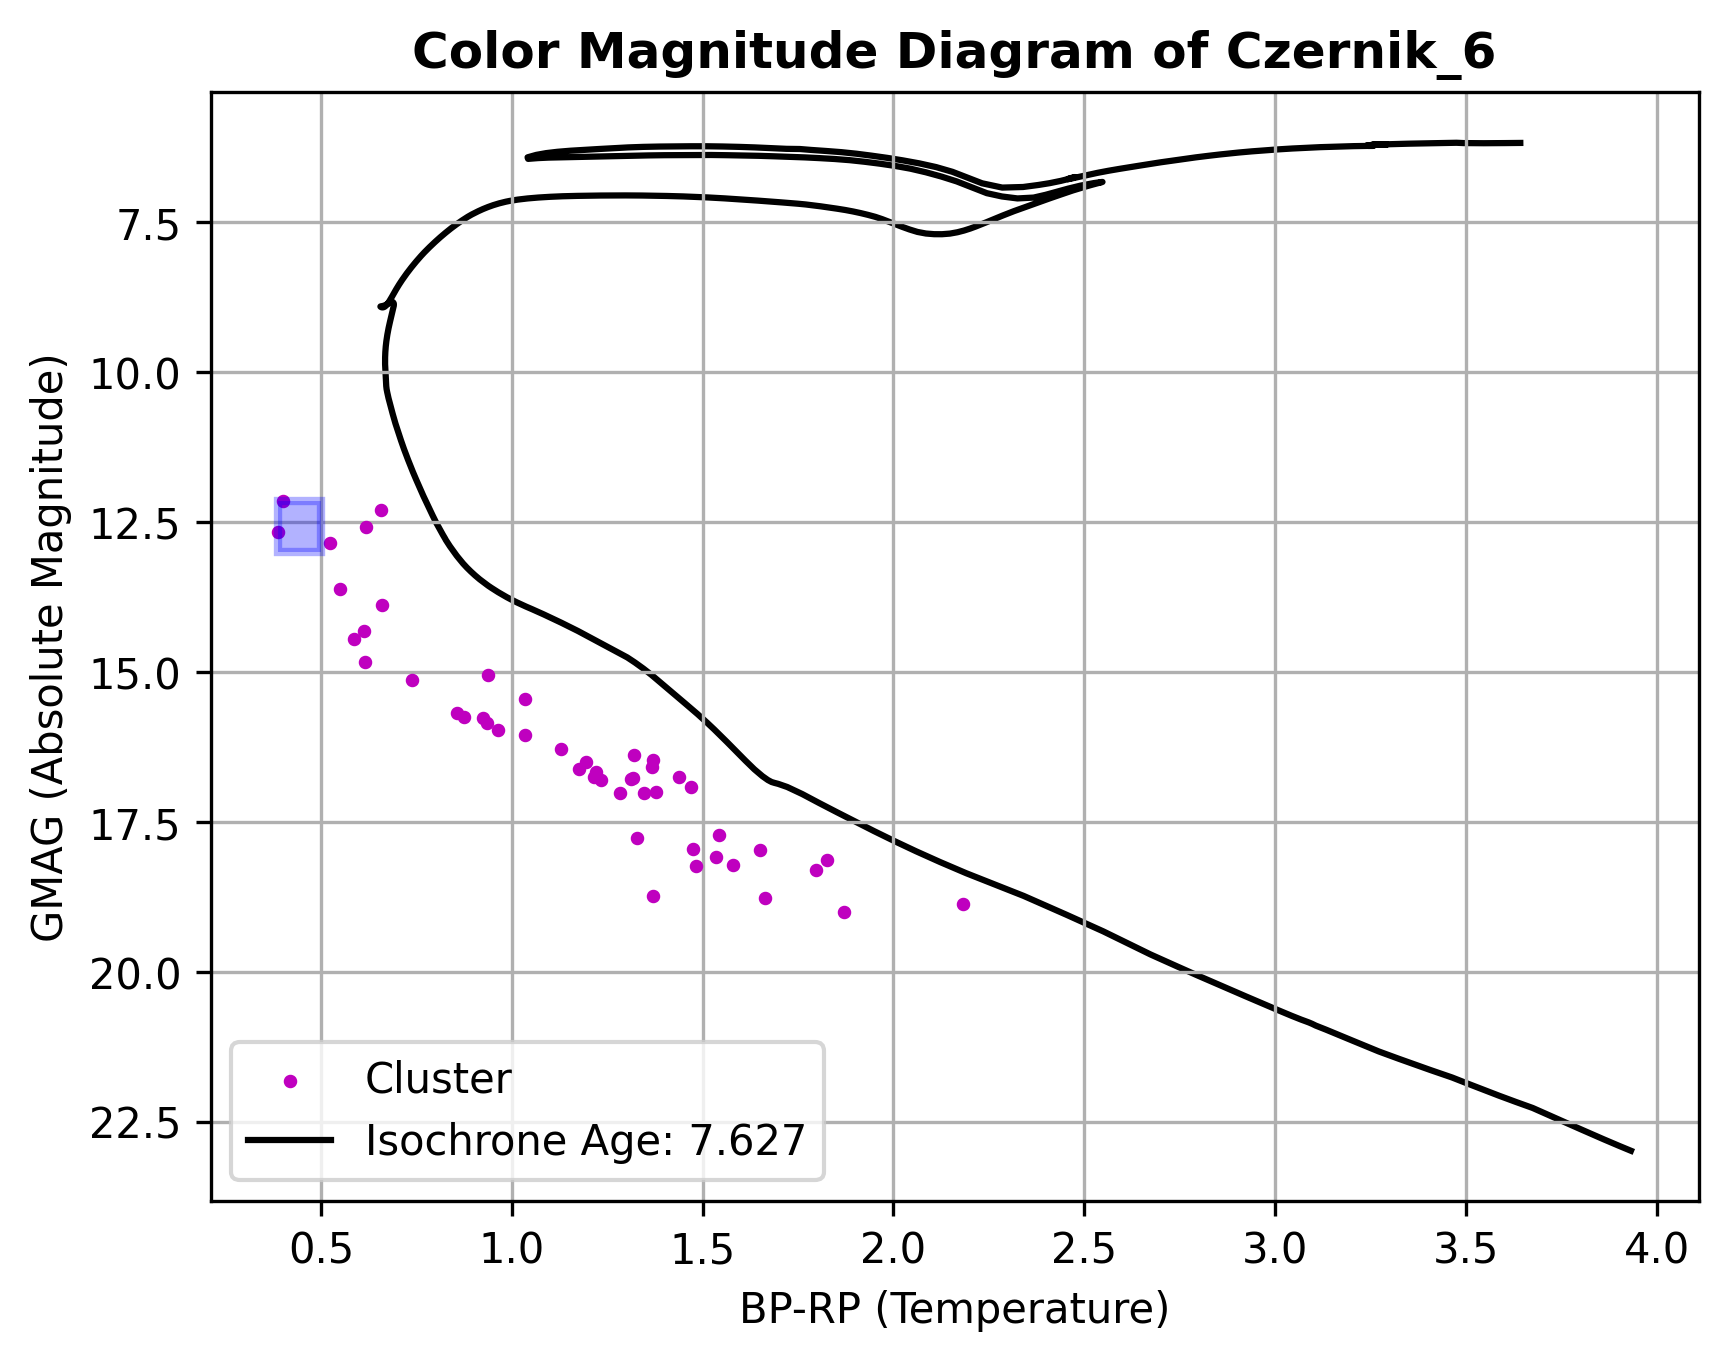 Color Magnitude Diagram of Czernik_6
GMAG (Absolute Magnitude)
7.5
10.0
12.5
15.0
17.5
20.0
22.5
Cluster
Isochrone Age: 7.627
0.5 1.0 1.5 2.0 2.5 3.0 3.5 4.0
BP-RP (Temperature)